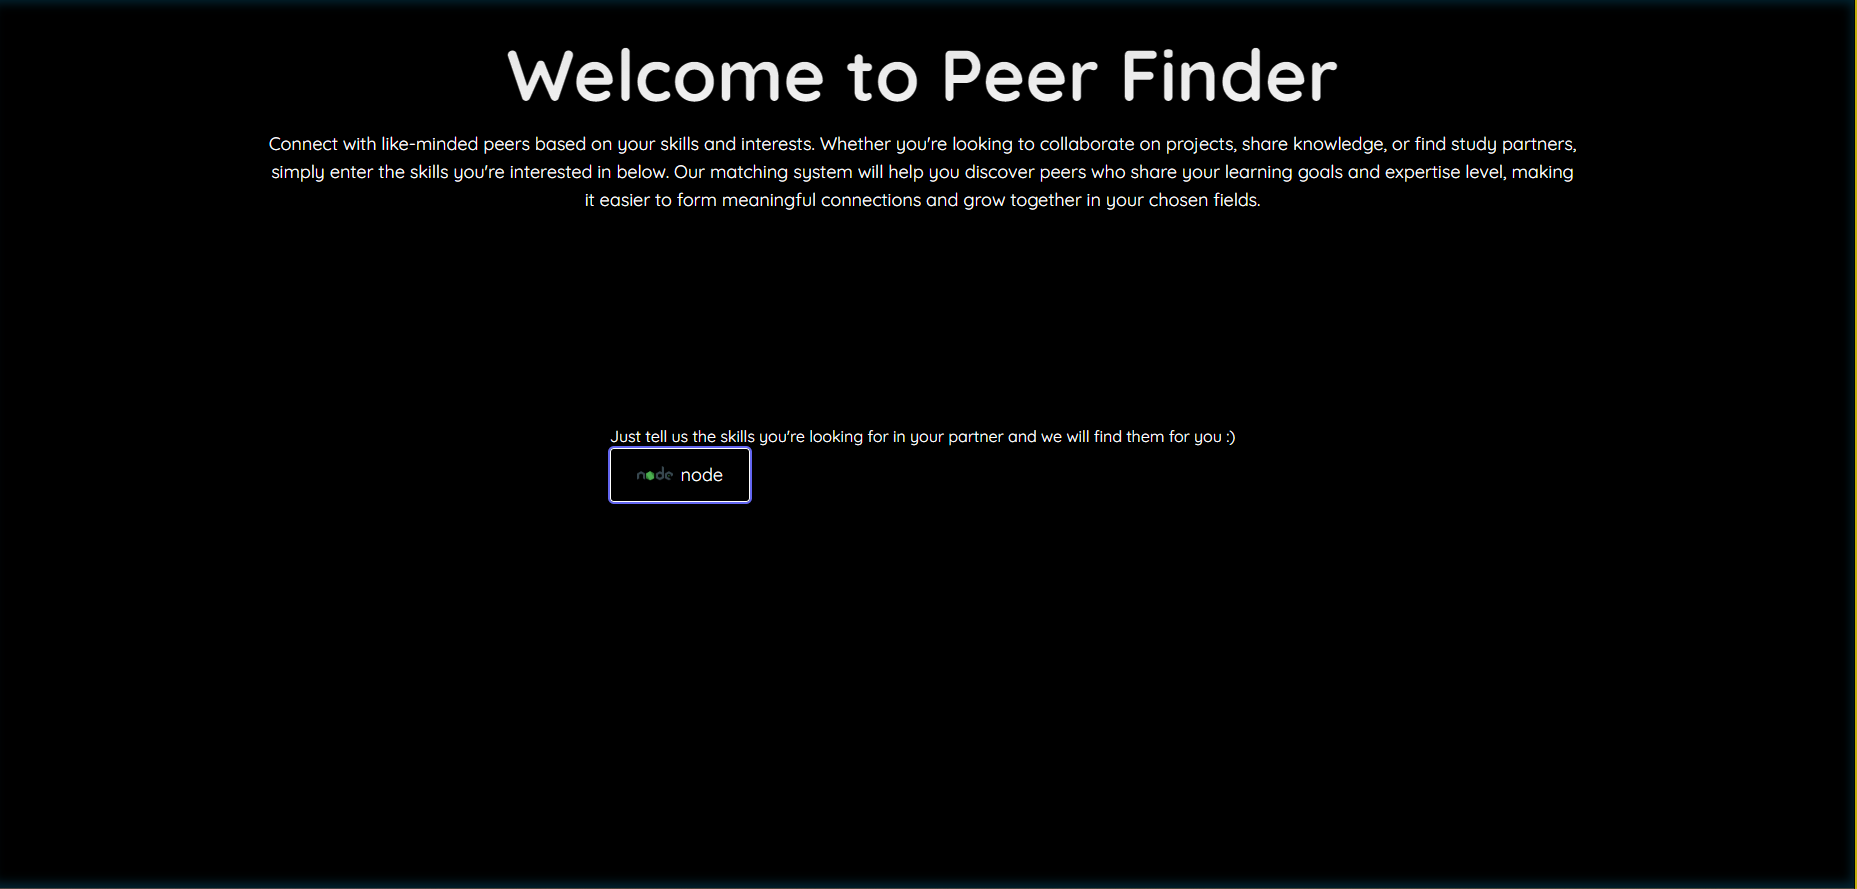 Welcome to Peer Finder
Connect with like-minded peers based on your skills and interests. Whether you're looking to collaborate on projects, share knowledge, or find study partners,
simply enter the skills you're interested in below. Our matching system will help you discover peers who share your learning goals and expertise level, making
it easier to form meaningful connections and grow together in your chosen fields.
Just tell us the skills you're looking for in your partner and we will find them for you :)
node node